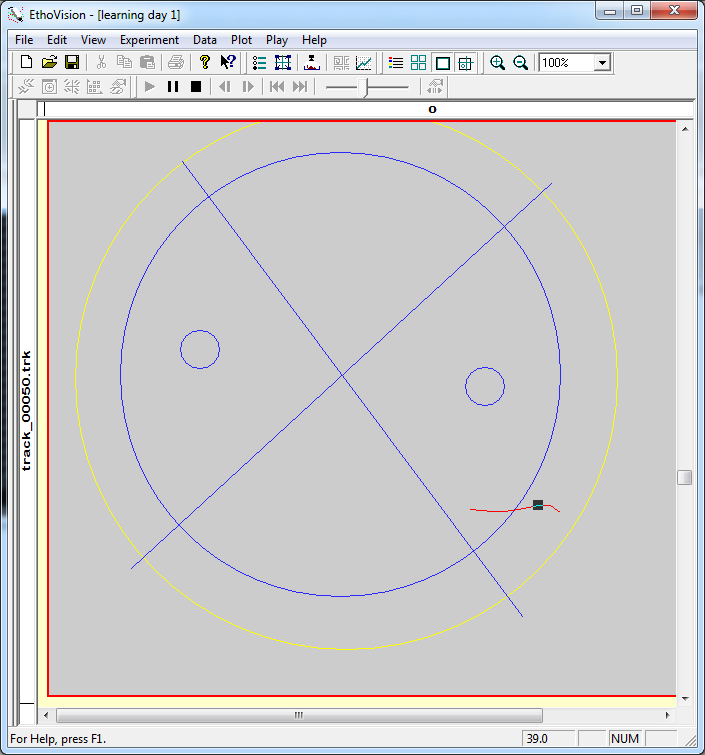 EthoVision - [learning day 1]
File Edit View Experiment Data Plot Play Help
100%
0
track_00050.trk
For Help, press F1.
39.0
NUM